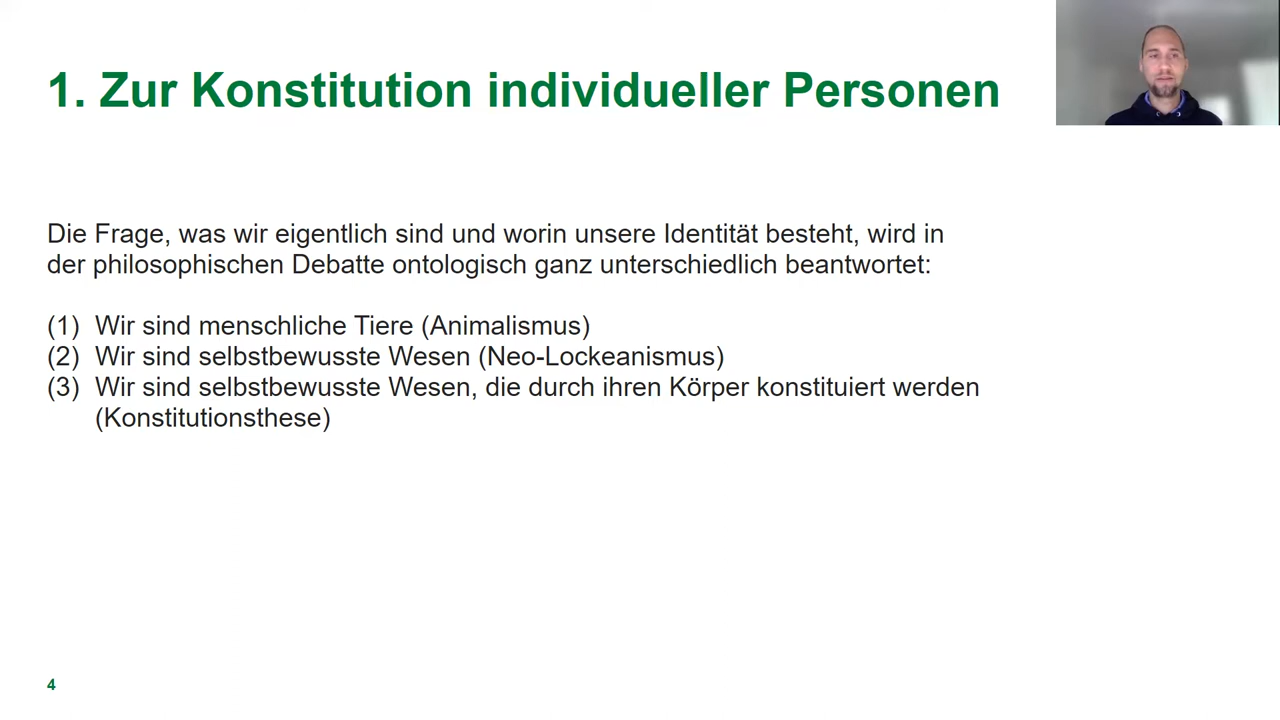 1. Zur Konstitution individueller Personen
Die Frage, was wir eigentlich sind und worin unsere Identität besteht, wird in
der philosophischen Debatte ontologisch ganz unterschiedlich beantwortet:
(1) Wir sind menschliche Tiere (Animalismus)
(2) Wir sind selbstbewusste Wesen (Neo-Lockeanismus)
(3) Wir sind selbstbewusste Wesen, die durch ihren Körper konstituiert werden
(Konstitutionsthese)
4